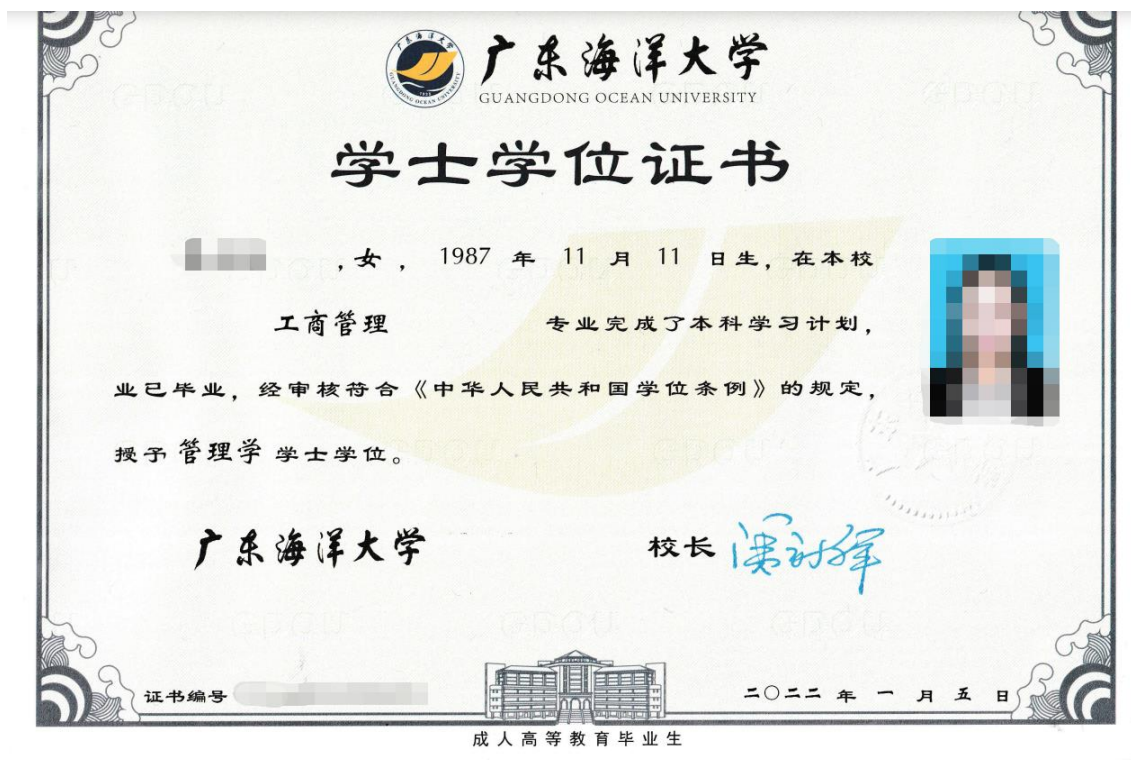 广东海洋大学
GUANGDONG OCEAN UNIVERSITY
学士学位证书
，女， 1987 年 11 月 11 日生，在本校
工商管理 专业完成了本科学习计划，
业已毕业，经审核符合《中华人民共和国学位条例》的规定，
授予 管理学 学士学位。
广东海洋大学 校长
证书编号
二〇二二 年 一 月 五 日
成人高等教育毕业生